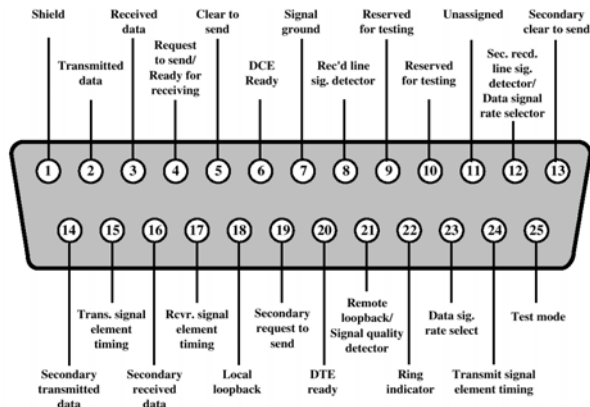 Shield
Received
data
Clear to
send
Signal
ground
Reserved
for testing
Unassigned
Secondary
clear to send
Transmitted
data
Request
to send/
Ready for
receiving
DCE
Ready
Rec'd line
sig. detector
Reserved
for testing
Sec. recd.
line sig.
detector/
Data signal
rate selector
1 2 3 4 5 6 7 8 9 10 11 12 13
14 15 16 17 18 19 20 21 22 23 24 25
Trans. signal
element
timing
Rcvr. signal
element
timing
Secondary
request to
send
Remote
loopback/
Signal quality
detector
Data sig.
rate select
Test mode
Secondary
transmitted
data
Secondary
received
data
Local
loopback
DTE
ready
Ring
indicator
Transmit signal
element timing